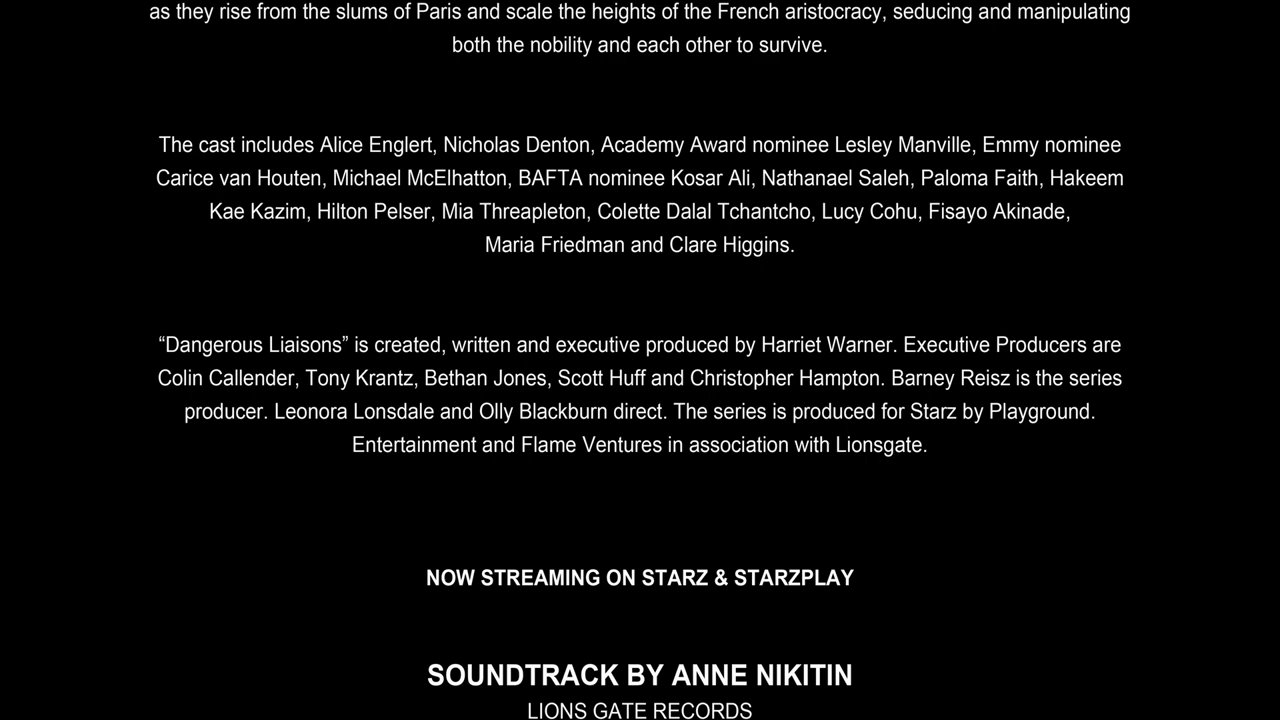 as they rise from the slums of Paris and scale the heights of the French aristocracy, seducing and manipulating
both the nobility and each other to survive.
The cast includes Alice Englert, Nicholas Denton, Academy Award nominee Lesley Manville, Emmy nominee
Carice van Houten, Michael McElhatton, BAFTA nominee Kosar Ali, Nathanael Saleh, Paloma Faith, Hakeem
Kae Kazim, Hilton Pelser, Mia Threapleton, Colette Dalal Tchantcho, Lucy Cohu, Fisayo Akinade,
Maria Friedman and Clare Higgins.
“Dangerous Liaisons” is created, written and executive produced by Harriet Warner. Executive Producers are
Colin Callender, Tony Krantz, Bethan Jones, Scott Huff and Christopher Hampton. Barney Reisz is the series
producer. Leonora Lonsdale and Olly Blackburn direct. The series is produced for Starz by Playground.
Entertainment and Flame Ventures in association with Lionsgate.
NOW STREAMING ON STARZ & STARZPLAY
SOUNDTRACK BY ANNE NIKITIN
LIONS GATE RECORDS